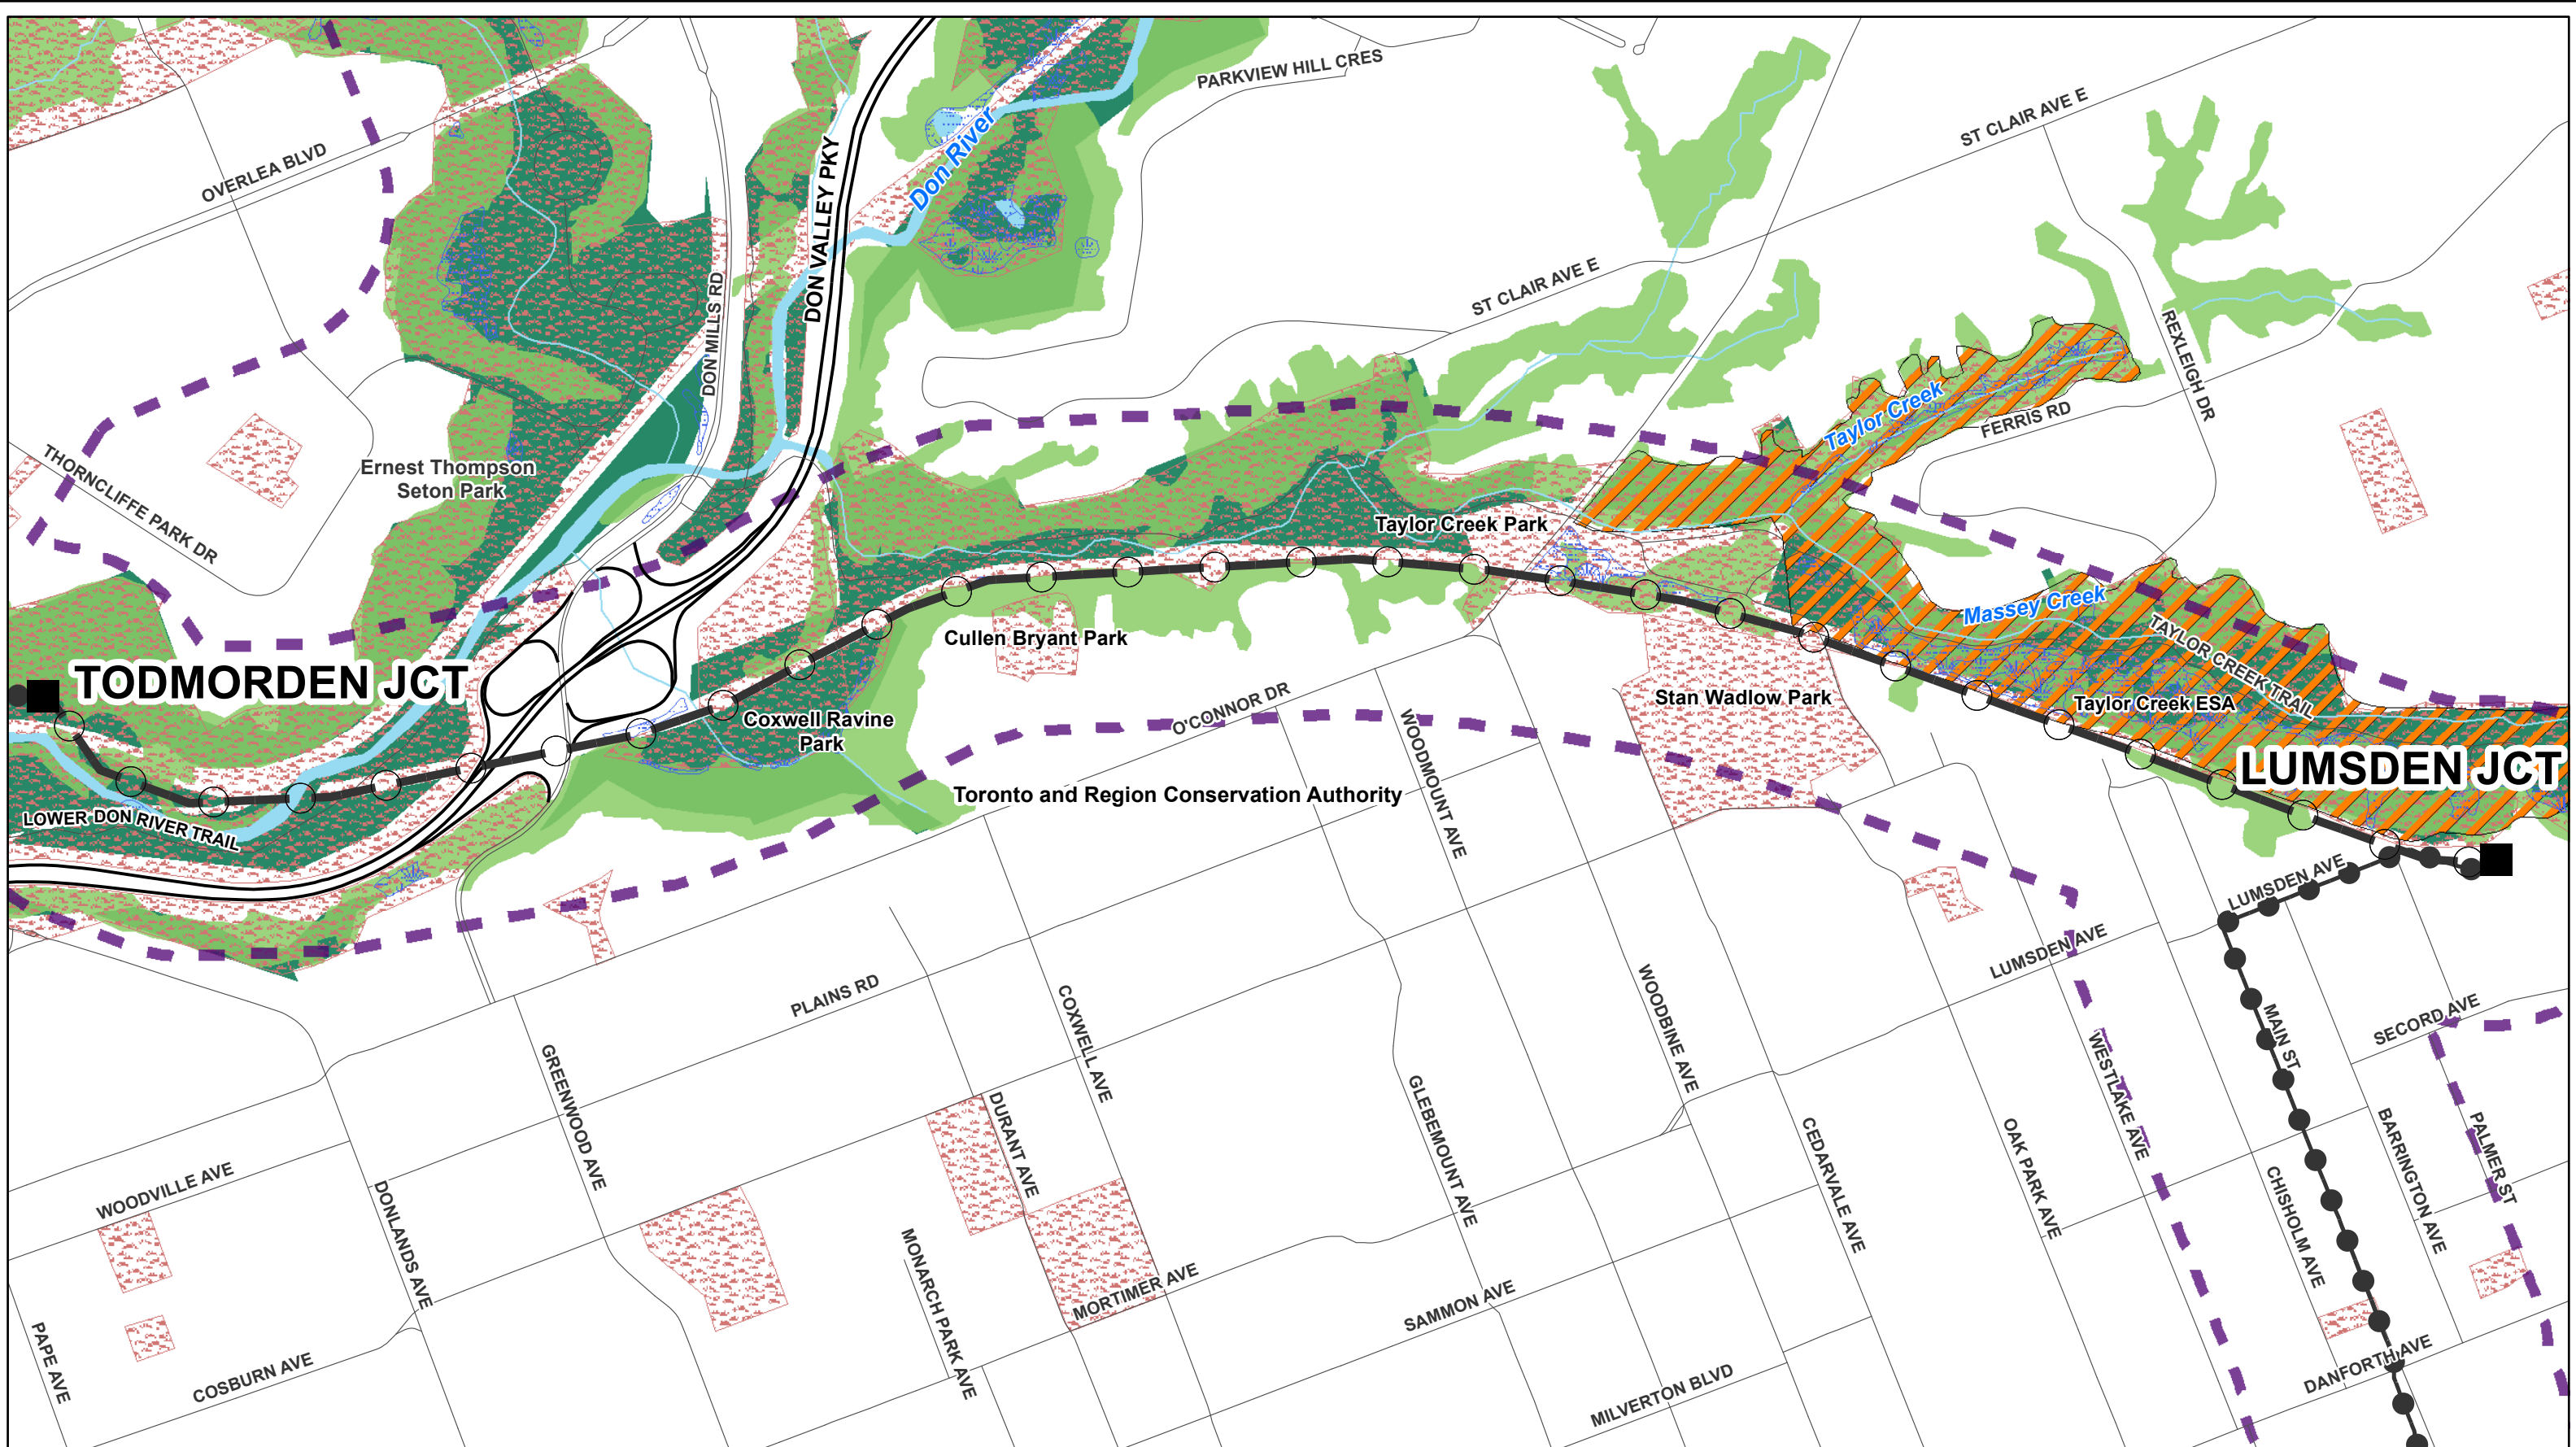 PARKVIEW HILL CRES
ST CLAIR AVE E
OVERLEA BLVD
DON VALLEY PKY
Don River
ST CLAIR AVE E
DON MILLS RD
REXLEIGH DR
Taylor Creek
FERRIS RD
THORNCLIFFE PARK DR
Ernest Thompson
Seton Park
Taylor Creek Park
Massey Creek
TAYLOR CREEK TRAIL
Cullen Bryant Park
TODMORDEN JCT
Stan Wadlow Park
Taylor Creek ESA
O'CONNOR DR
WOODMOUNT AVE
Coxwell Ravine
Park
LUMSDEN JCT
Toronto and Region Conservation Authority
LOWER DON RIVER TRAIL
LUMSDEN AVE
LUMSDEN AVE
PLAINS RD
COXWELL AVE
WOODBINE AVE
SECORD AVE
MAIN ST
WESTLAKE AVE
GREENWOOD AVE
DURANT AVE
GLEBEMOUNT AVE
CEDARVALE AVE
OAK PARK AVE
BARRINGTON AVE
PALMER ST
CHISHOLM AVE
WOODVILLE AVE
DONLANDS AVE
MONARCH PARK AVE
MORTIMER AVE
SAMMON AVE
PAPE AVE
COSBURN AVE
MILVERTON BLVD
DANFORTH AVE